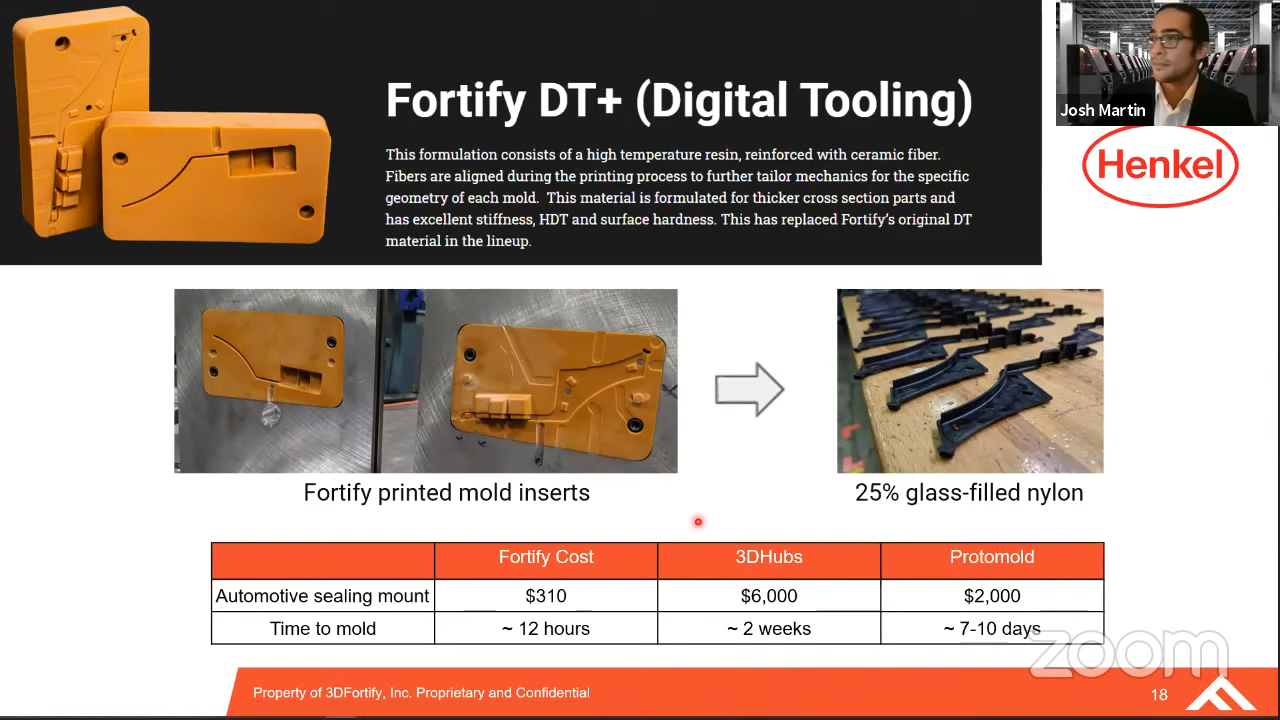 Fortify DT+ (Digital Tooling)
This formulation consists of a high temperature resin, reinforced with ceramic fiber.
Fibers are aligned during the printing process to further tailor mechanics for the specific
geometry of each mold. This material is formulated for thicker cross section parts and
has excellent stiffness, HDT and surface hardness. This has replaced Fortify's original DT
material in the lineup.
Josh Martin
Henkel
Fortify printed mold inserts
25% glass-filled nylon
Fortify Cost 3DHubs Protomold
Automotive sealing mount $310 $6,000 $2,000
Time to mold ~ 12 hours ~ 2 weeks ~ 7-10 days
zoom
Property of 3DFortify, Inc. Proprietary and Confidential
18